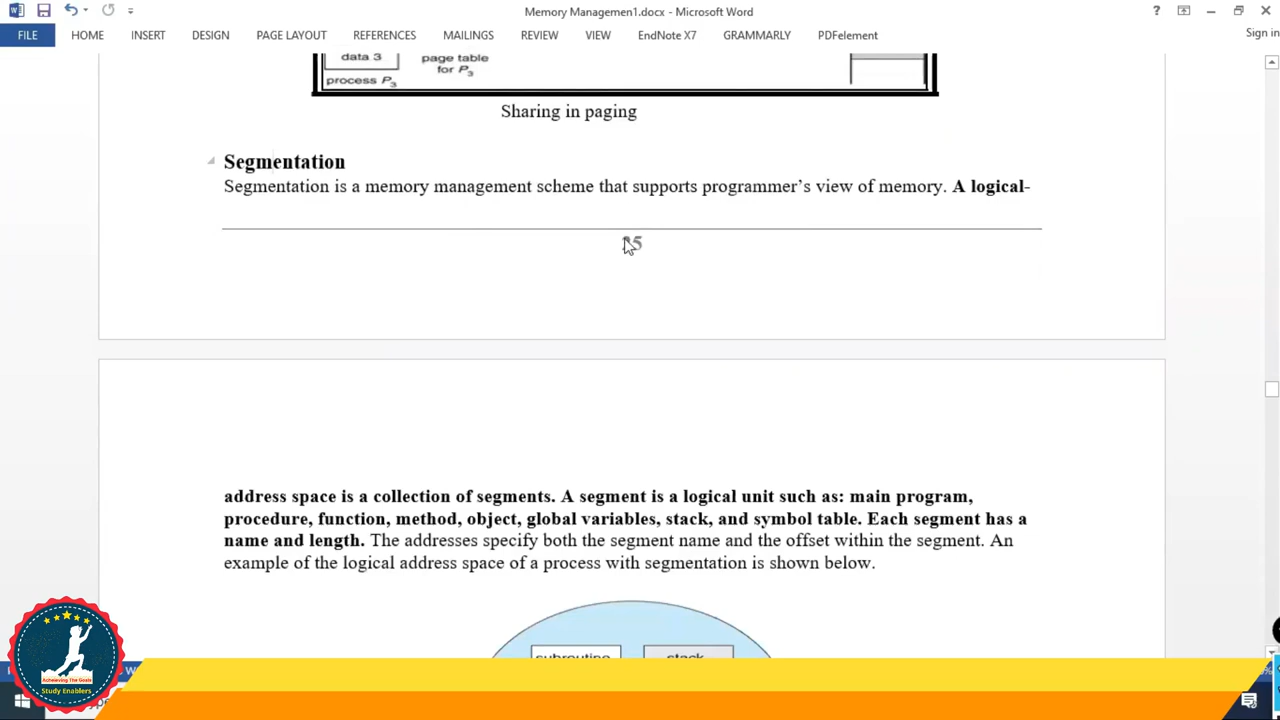 Memory Managemen1.docx - Microsoft Word
?
Sign in
FILE HOME INSERT DESIGN PAGE LAYOUT REFERENCES MAILINGS REVIEW VIEW EndNote X7 GRAMMARLY PDFelement
data 3
process P3
page table
for P3
Sharing in paging
Segmentation
Segmentation is a memory management scheme that supports programmer's view of memory. A logical-
address space is a collection of segments. A segment is a logical unit such as: main program,
procedure, function, method, object, global variables, stack, and symbol table. Each segment has a
name and length. The addresses specify both the segment name and the offset within the segment. An
example of the logical address space of a process with segmentation is shown below.
subroutine stack
Achieveing The Goals
Study Enablers